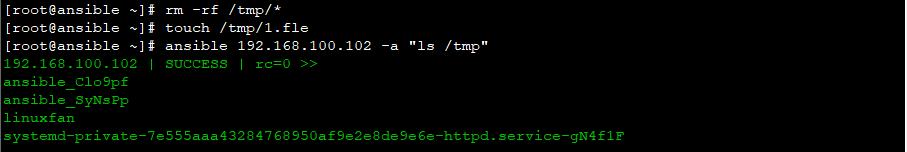 [root@ansible ~]# rm -rf /tmp/*
[root@ansible ~]# touch /tmp/1.fle
[root@ansible ~]# ansible 192.168.100.102 -a "ls /tmp"
192.168.100.102 | SUCCESS | rc=0 >>
ansible_Clo9pf
ansible_SyNsPp
linuxfan
systemd-private-7e555aaa43284768950af9e2e8de9e6e-httpd.service-gN4f1F